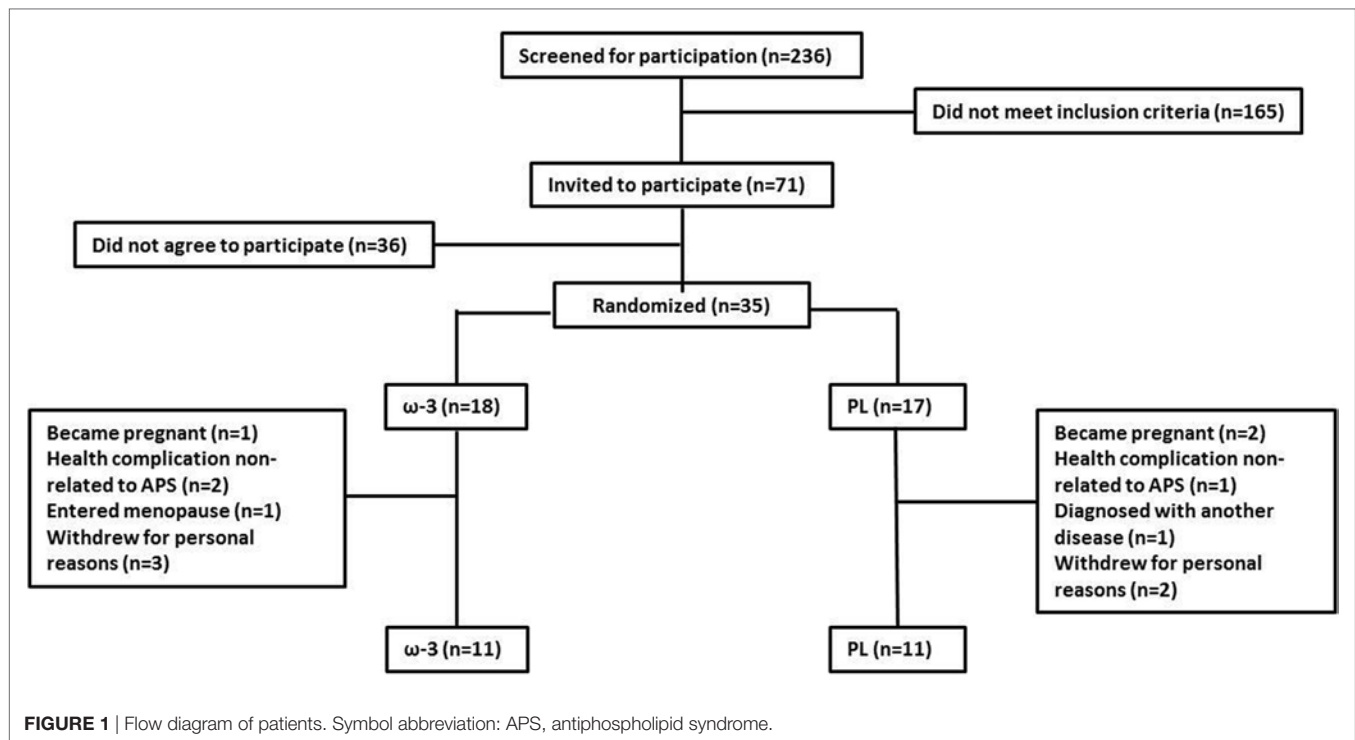 Screened for participation (n=236)
Did not meet inclusion criteria (n=165)
Invited to participate (n=71)
Did not agree to participate (n=36)
Randomized (n=35)
ω-3 (n=18)
PL (n=17)
Became pregnant (n=1)
Health complication non-
related to APS (n=2)
Entered menopause (n=1)
Withdrew for personal
reasons (n=3)
Became pregnant (n=2)
Health complication non-
related to APS (n=1)
Diagnosed with another
disease (n=1)
Withdrew for personal
reasons (n=2)
ω-3 (n=11)
PL (n=11)
FIGURE 1 | Flow diagram of patients. Symbol abbreviation: APS, antiphospholipid syndrome.